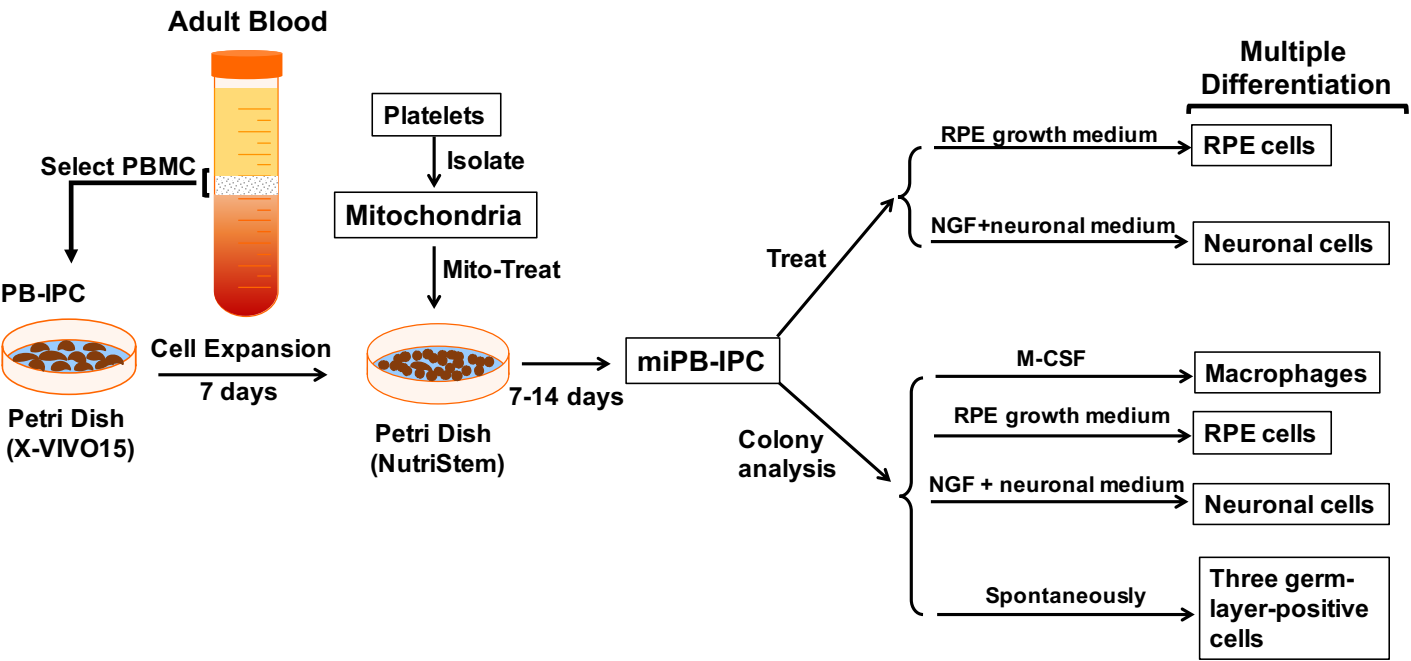 Adult Blood
Select PBMC
PB-IPC
Petri Dish
(X-VIVO15)
Cell Expansion
7 days
Platelets
Isolate
Mitochondria
Mito-Treat
Petri Dish
(NutriStem)
7-14 days
miPB-IPC
Treat
Colony
analysis
Multiple
Differentiation
RPE growth medium
RPE cells
NGF+neuronal medium
Neuronal cells
M-CSF
Macrophages
RPE growth medium
RPE cells
NGF + neuronal medium
Neuronal cells
Spontaneously
Three germ-
layer-positive
cells